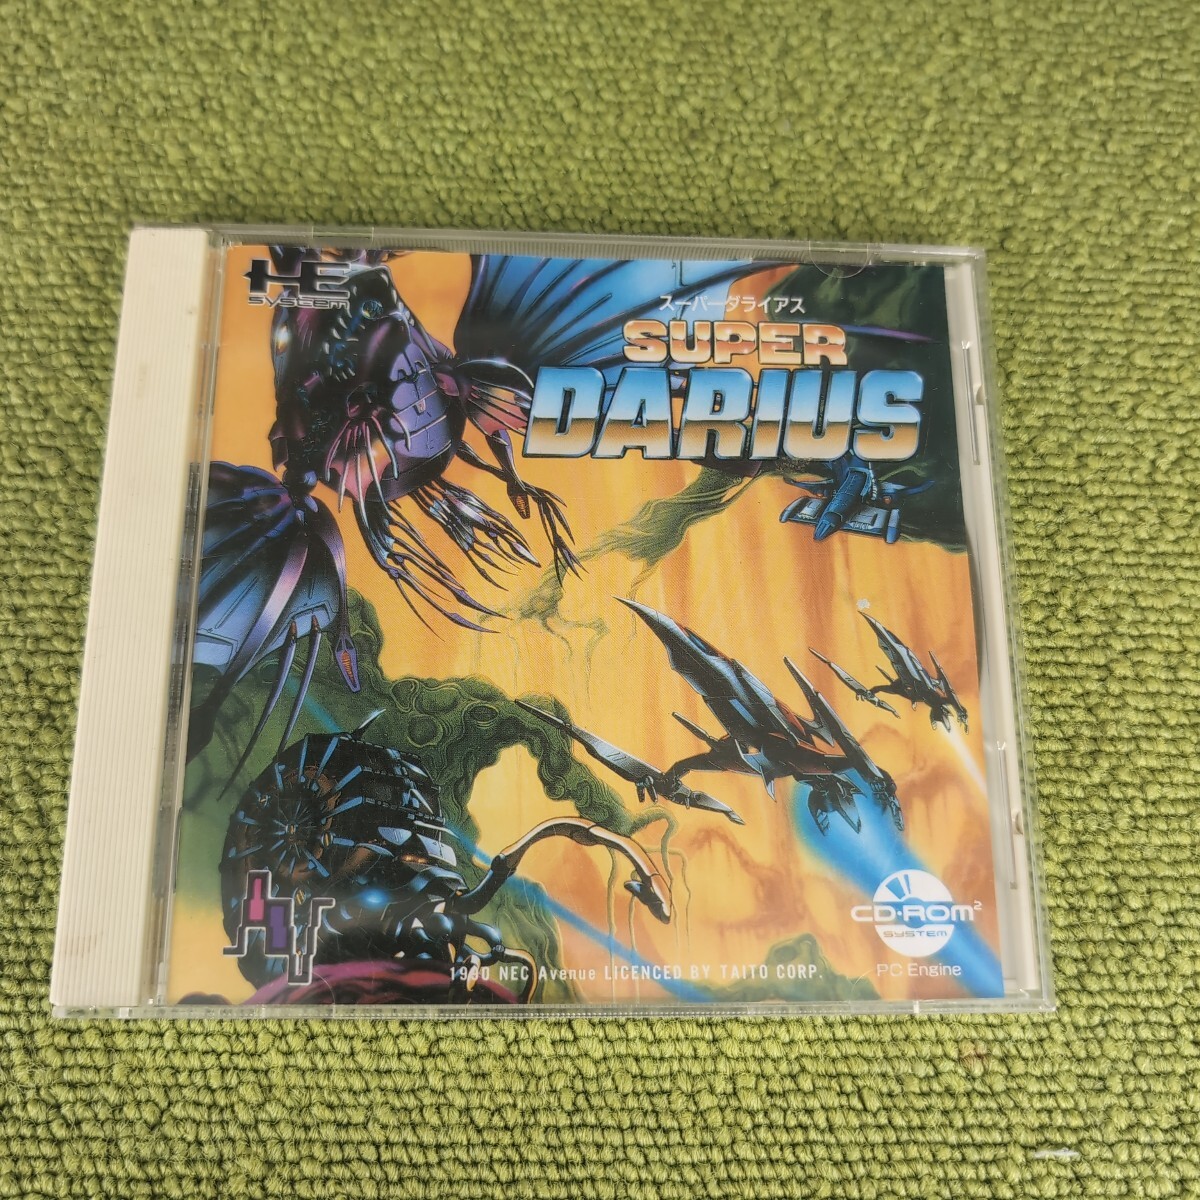 HE
System
スーパーダライアス
SUPER
DARIUS
AV
CD·ROM²
SYSTEM
PC Engine
1990 NEC Avenue LICENCED BY TAITO CORP.